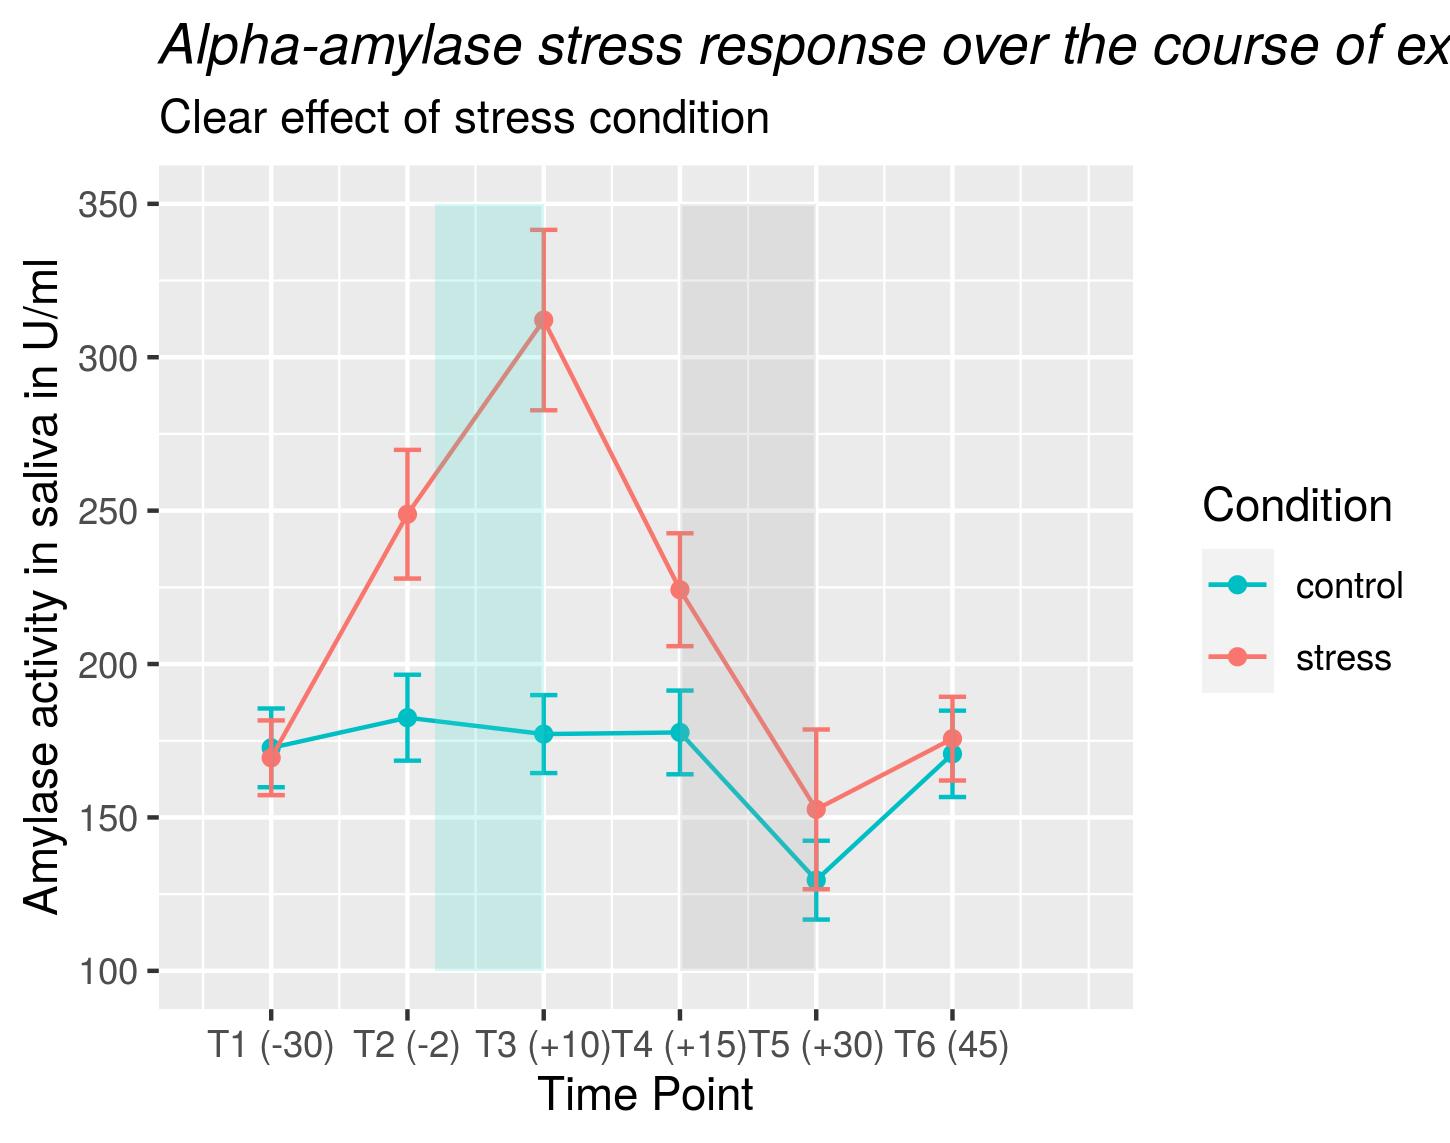 Alpha-amylase stress response over the course of ex
Clear effect of stress condition
Amylase activity in saliva in U/ml
350
300
250
200
150
100
T1 (-30) T2 (-2) T3 (+10) T4 (+15) T5 (+30) T6 (45)
Time Point
Condition
control
stress